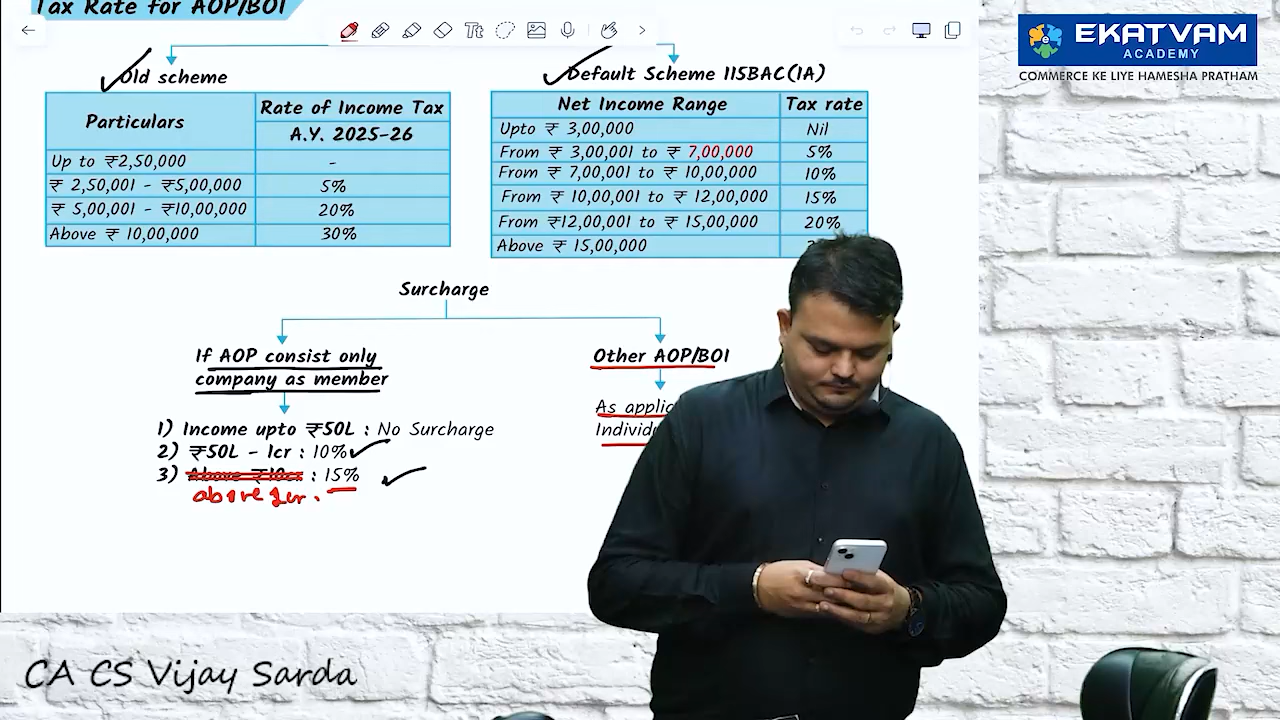 Tax Rate for AOP/BOI
Old scheme
Particulars
Rate of Income Tax
A.Y. 2025-26
Up to ₹2,50,000 -
₹ 2,50,001 - ₹5,00,000 5%
₹ 5,00,001 - ₹10,00,000 20%
Above ₹ 10,00,000 30%
Default Scheme 115BAC(1A)
Net Income Range Tax rate
Upto ₹ 3,00,000 Nil
From ₹ 3,00,001 to ₹ 7,00,000 5%
From ₹ 7,00,001 to ₹ 10,00,000 10%
From ₹ 10,00,001 to ₹ 12,00,000 15%
From ₹12,00,001 to ₹ 15,00,000 20%
Above ₹ 15,00,000
Surcharge
If AOP consist only
company as member
1) Income upto ₹50L : No Surcharge
2) ₹50L - 1cr : 10%
3) Above ₹10cr : 15%
above 1cr.
Other AOP/BOI
As
Tt
EKATVAM
ACADEMY
COMMERCE KE LIYE HAMESHA PRATHAM
CA CS Vijay Sarda